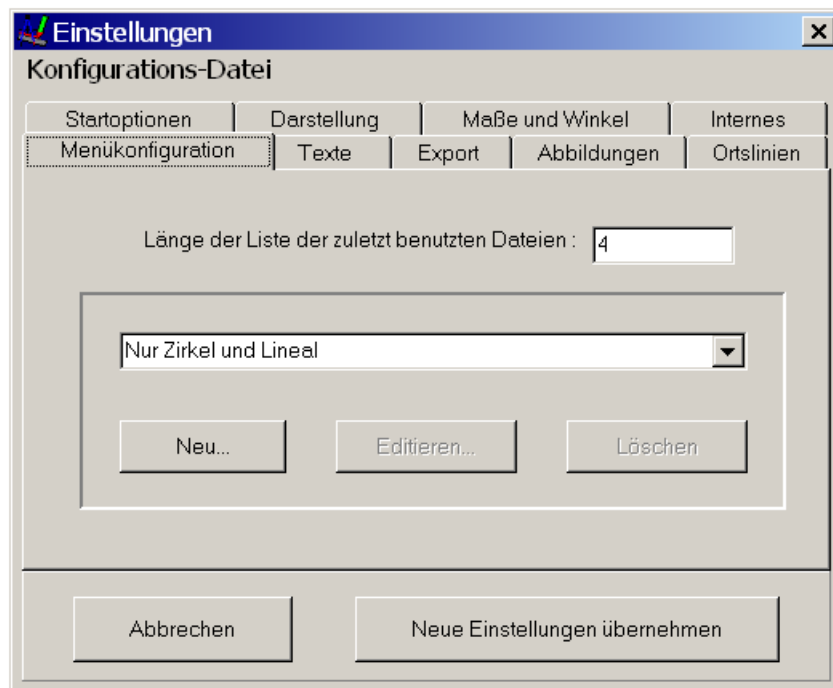 Einstellungen
Konfigurations-Datei
Startoptionen Darstellung Maße und Winkel Internes
Menükonfiguration Texte Export Abbildungen Ortslinien
Länge der Liste der zuletzt benutzten Dateien : 4
Nur Zirkel und Lineal
Neu... Editieren... Löschen
Abbrechen Neue Einstellungen übernehmen